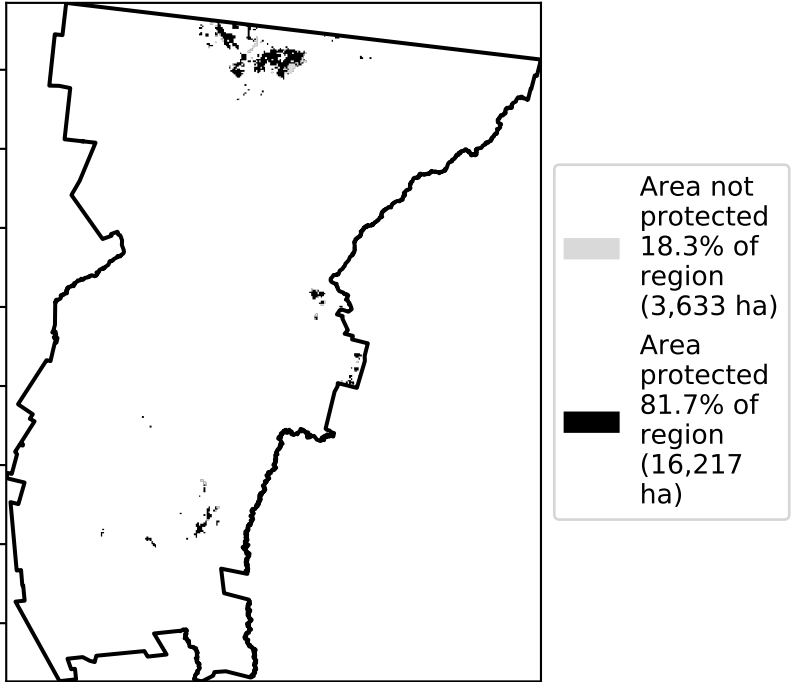 Area not
protected
18.3% of
region
(3,633 ha)
Area
protected
81.7% of
region
(16,217
ha)